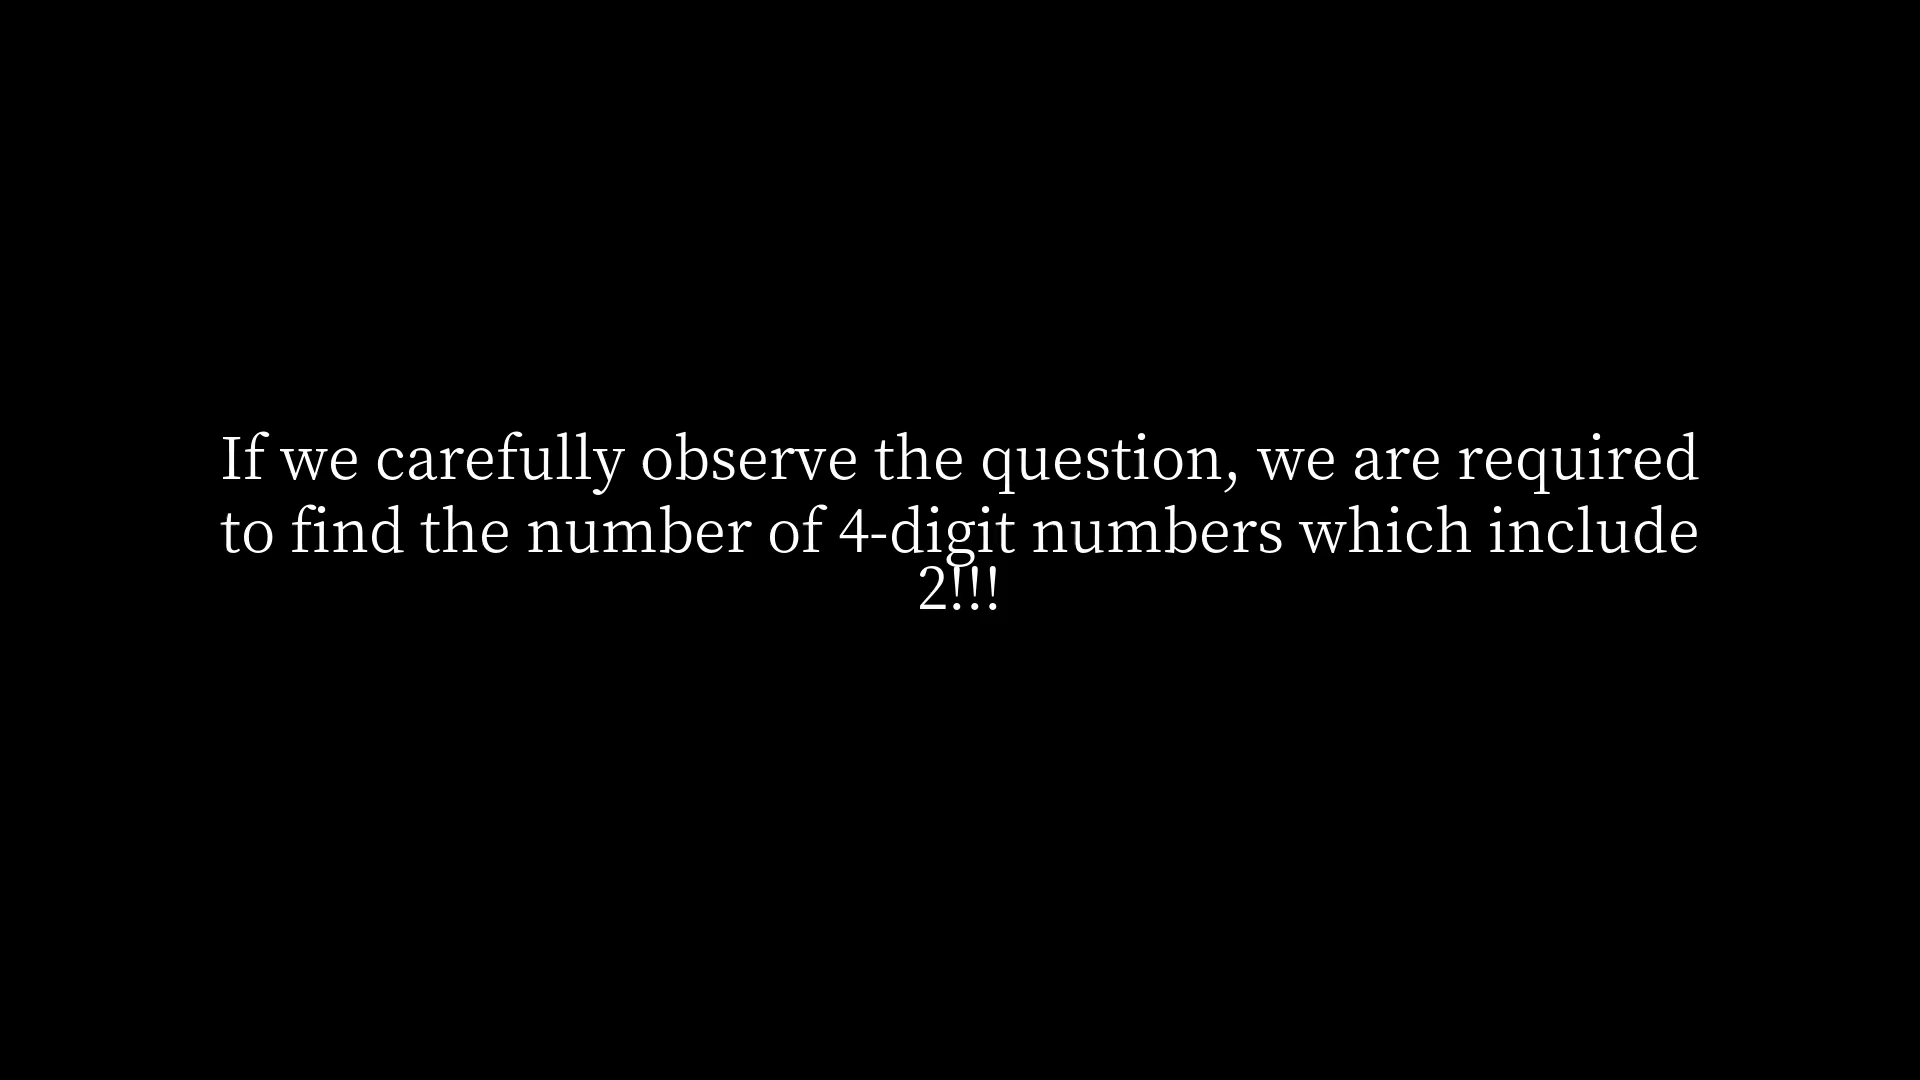 If we carefully observe the question, we are required
to find the number of 4-digit numbers which include
2!!!